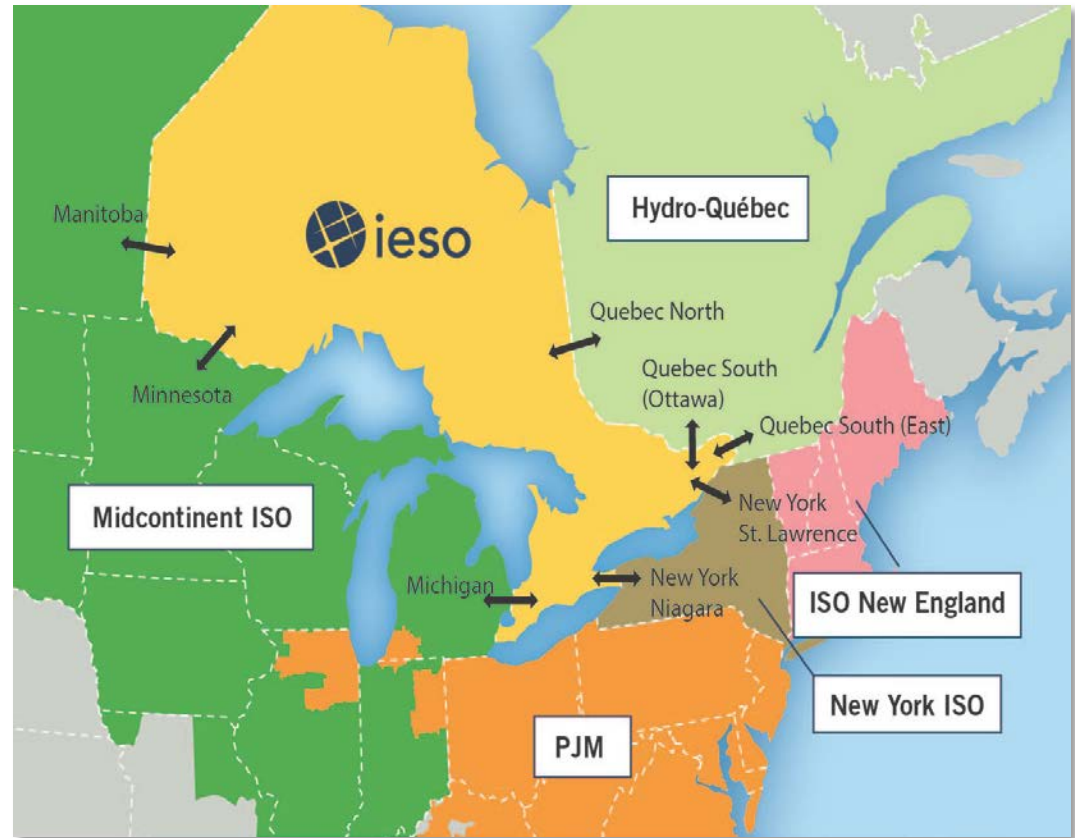 Manitoba
ieso
Hydro-Québec
Quebec North
Minnesota
Quebec South
(Ottawa)
Quebec South (East)
Midcontinent ISO
New York
St. Lawrence
Michigan
New York
Niagara
ISO New England
New York ISO
PJM